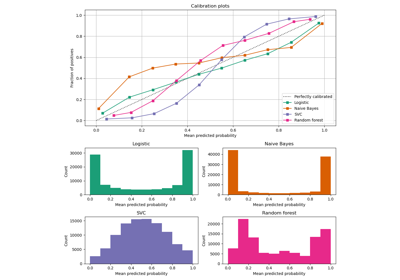 Calibration plots
1.0
0.8
0.6
0.4
0.2
0.0
Fraction of positives
Perfectly calibrated
Logistic
Naive Bayes
SVC
Random forest
0.0 0.2 0.4 0.6 0.8 1.0
Mean predicted probability
Logistic
30000
20000
10000
0
Count
0.0 0.2 0.4 0.6 0.8 1.0
Mean predicted probability
Naive Bayes
40000
30000
20000
10000
0
Count
0.0 0.2 0.4 0.6 0.8 1.0
Mean predicted probability
SVC
15000
10000
5000
0
Count
0.0 0.2 0.4 0.6 0.8 1.0
Mean predicted probability
Random forest
20000
15000
10000
5000
0
Count
0.0 0.2 0.4 0.6 0.8 1.0
Mean predicted probability